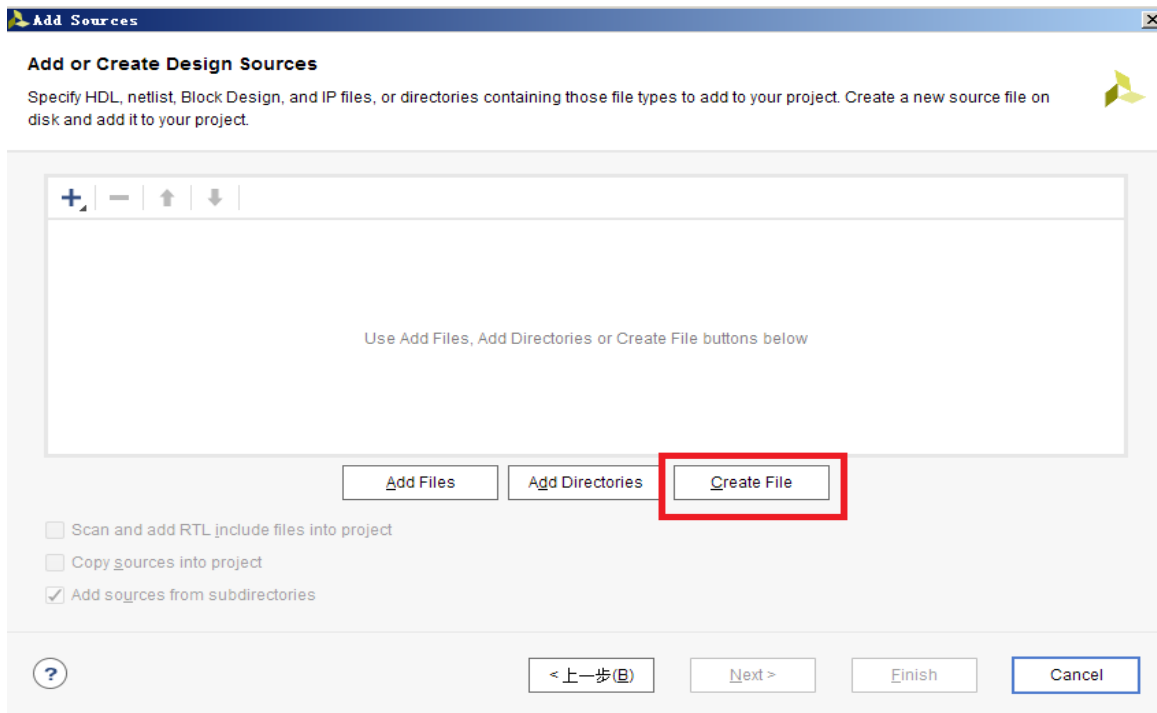 Add Sources
Add or Create Design Sources
Specify HDL, netlist, Block Design, and IP files, or directories containing those file types to add to your project. Create a new source file on
disk and add it to your project.
Use Add Files, Add Directories or Create File buttons below
Add Files Add Directories Create File
Scan and add RTL include files into project
Copy sources into project
Add sources from subdirectories
? <上一步(B) Next > Finish Cancel